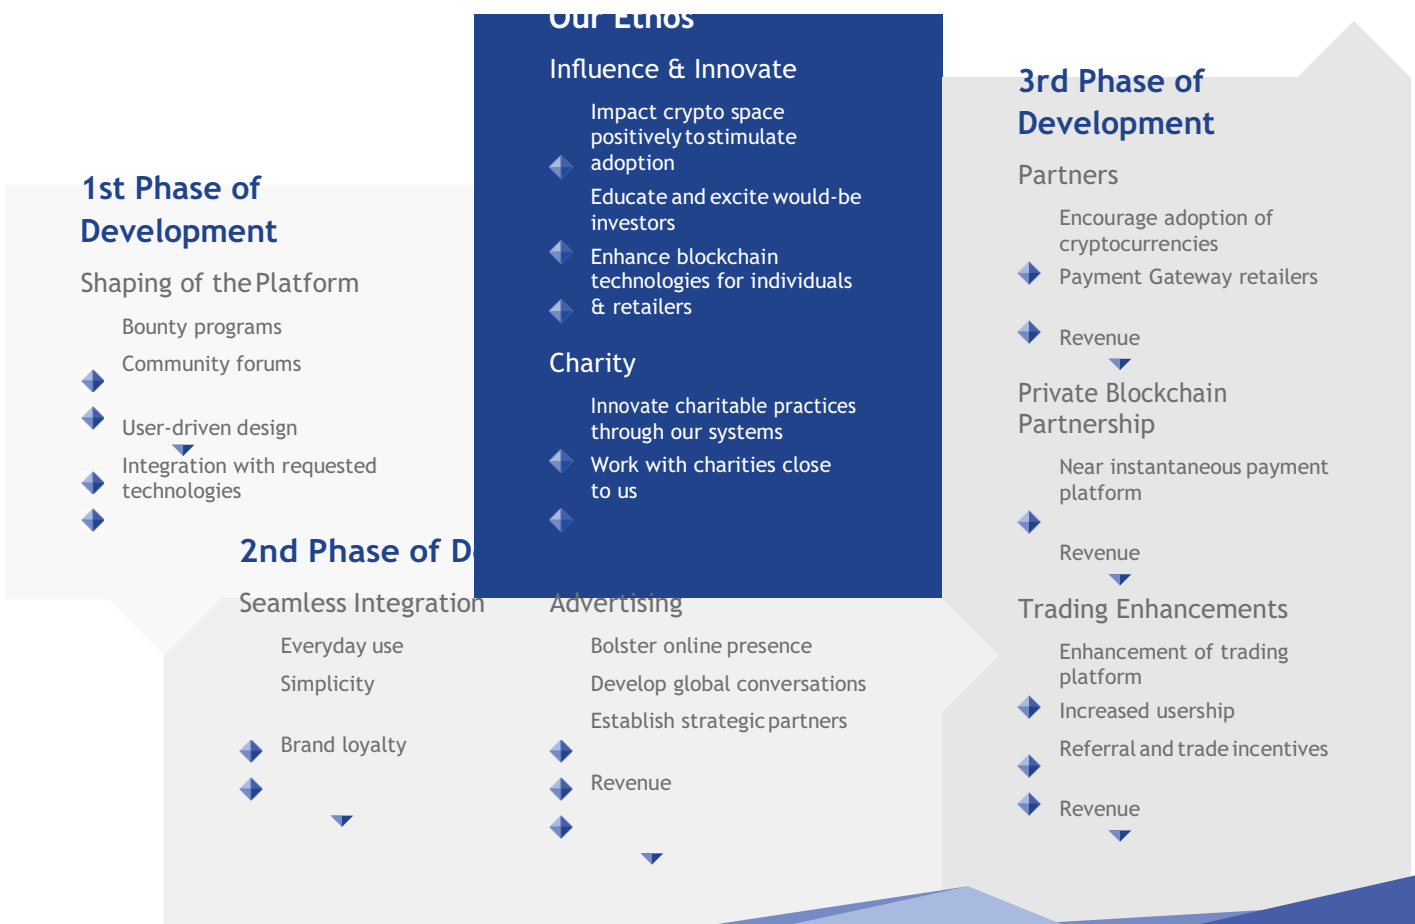 1st Phase of
Development
Shaping of the Platform
Bounty programs
Community forums
User-driven design
Integration with requested
technologies
Our Ethos
Influence & Innovate
Impact crypto space
positively to stimulate
adoption
Educate and excite would-be
investors
Enhance blockchain
technologies for individuals
& retailers
Charity
Innovate charitable practices
through our systems
Work with charities close
to us
2nd Phase of
Seamless Integration
Everyday use
Simplicity
Brand loyalty
Advertising
Bolster online presence
Develop global conversations
Establish strategic partners
Revenue
3rd Phase of
Development
Partners
Encourage adoption of
cryptocurrencies
Payment Gateway retailers
Revenue
Private Blockchain
Partnership
Near instantaneous payment
platform
Revenue
Trading Enhancements
Enhancement of trading
platform
Increased usership
Referral and trade incentives
Revenue